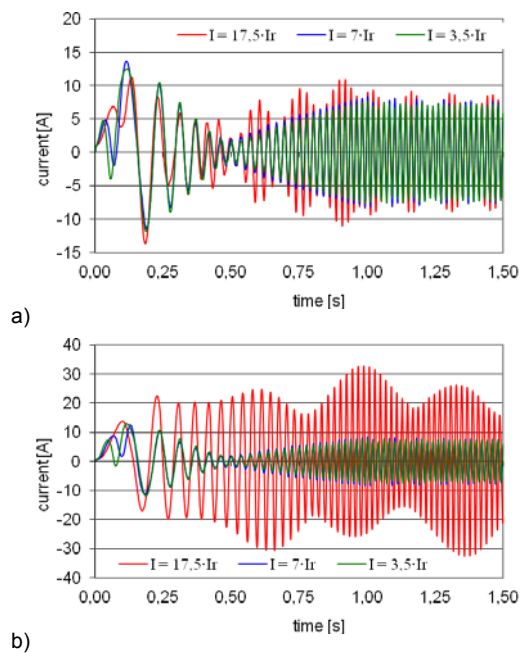 20
15
10
5
0
-5
-10
-15
current[A]
I = 17,5·Ir I = 7·Ir I = 3,5·Ir
0,00 0,25 0,50 0,75 1,00 1,25 1,50
time [s]
a)
40
30
20
10
0
-10
-20
-30
-40
current[A]
I = 17,5·Ir I = 7·Ir I = 3,5·Ir
0,00 0,25 0,50 0,75 1,00 1,25 1,50
time [s]
b)